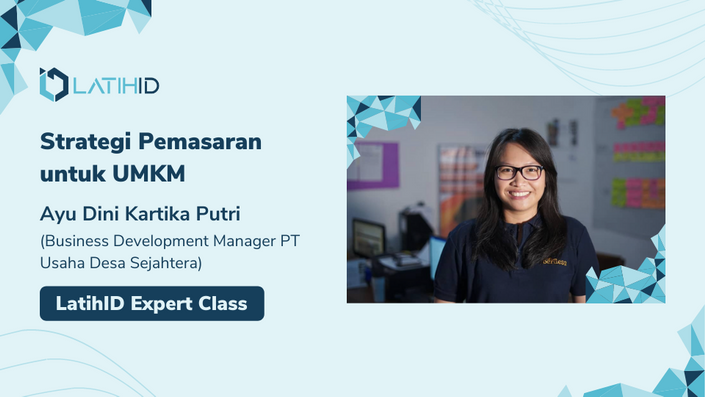 LATIHID
Strategi Pemasaran
untuk UMKM
Ayu Dini Kartika Putri
(Business Development Manager PT
Usaha Desa Sejahtera)
LatihID Expert Class